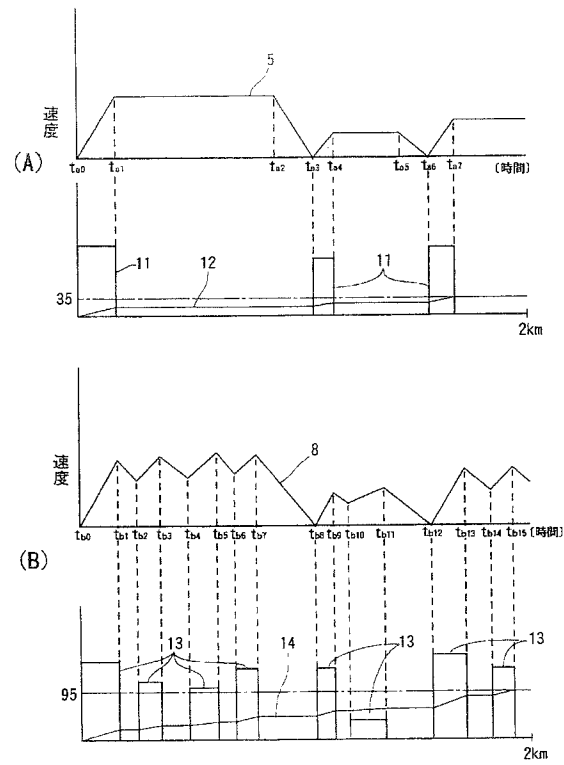 5
速度
(A)
ta0 ta1 ta2 ta3 ta4 ta5 ta6 ta7 〔時間〕
11 12 11
35
2km
速度
8
tb0 tb1 tb2 tb3 tb4 tb5 tb6 tb7 tb8 tb9 tb10 tb11 tb12 tb13 tb14 tb15 〔時間〕
(B)
13 14 13 13
95
2km